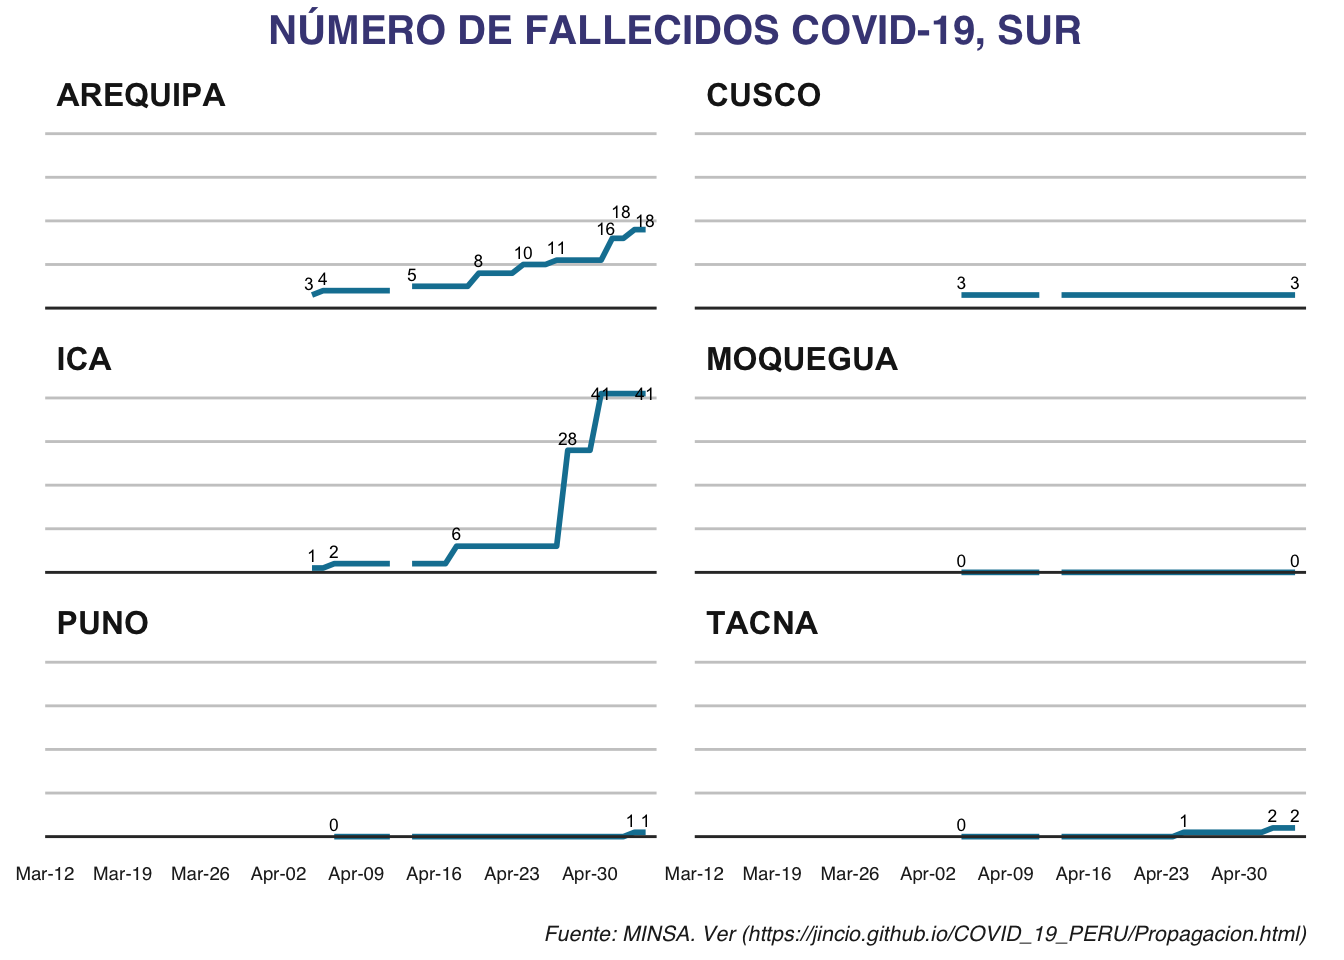 NÚMERO DE FALLECIDOS COVID-19, SUR
AREQUIPA
3 4 5 8 10 11 16 18 18
CUSCO
3 3
ICA
1 2 6 28 41 41
MOQUEGUA
0 0
PUNO
0 1 1
TACNA
0 1 2 2
Mar-12 Mar-19 Mar-26 Apr-02 Apr-09 Apr-16 Apr-23 Apr-30 Mar-12 Mar-19 Mar-26 Apr-02 Apr-09 Apr-16 Apr-23 Apr-30
Fuente: MINSA. Ver (https://jincio.github.io/COVID_19_PERU/Propagacion.html)